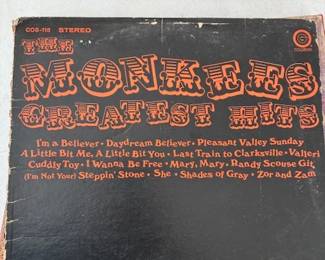 COS-115 STEREO
THE
MONKEES
GREATEST HITS
I'm a Believer • Daydream Believer • Pleasant Valley Sunday
A Little Bit Me, A Little Bit You • Last Train to Clarksville • Valleri
Cuddly Toy • I Wanna Be Free • Mary, Mary • Randy Scouse Git
(I'm Not Your) Steppin' Stone • She • Shades of Gray • Zor and Zam